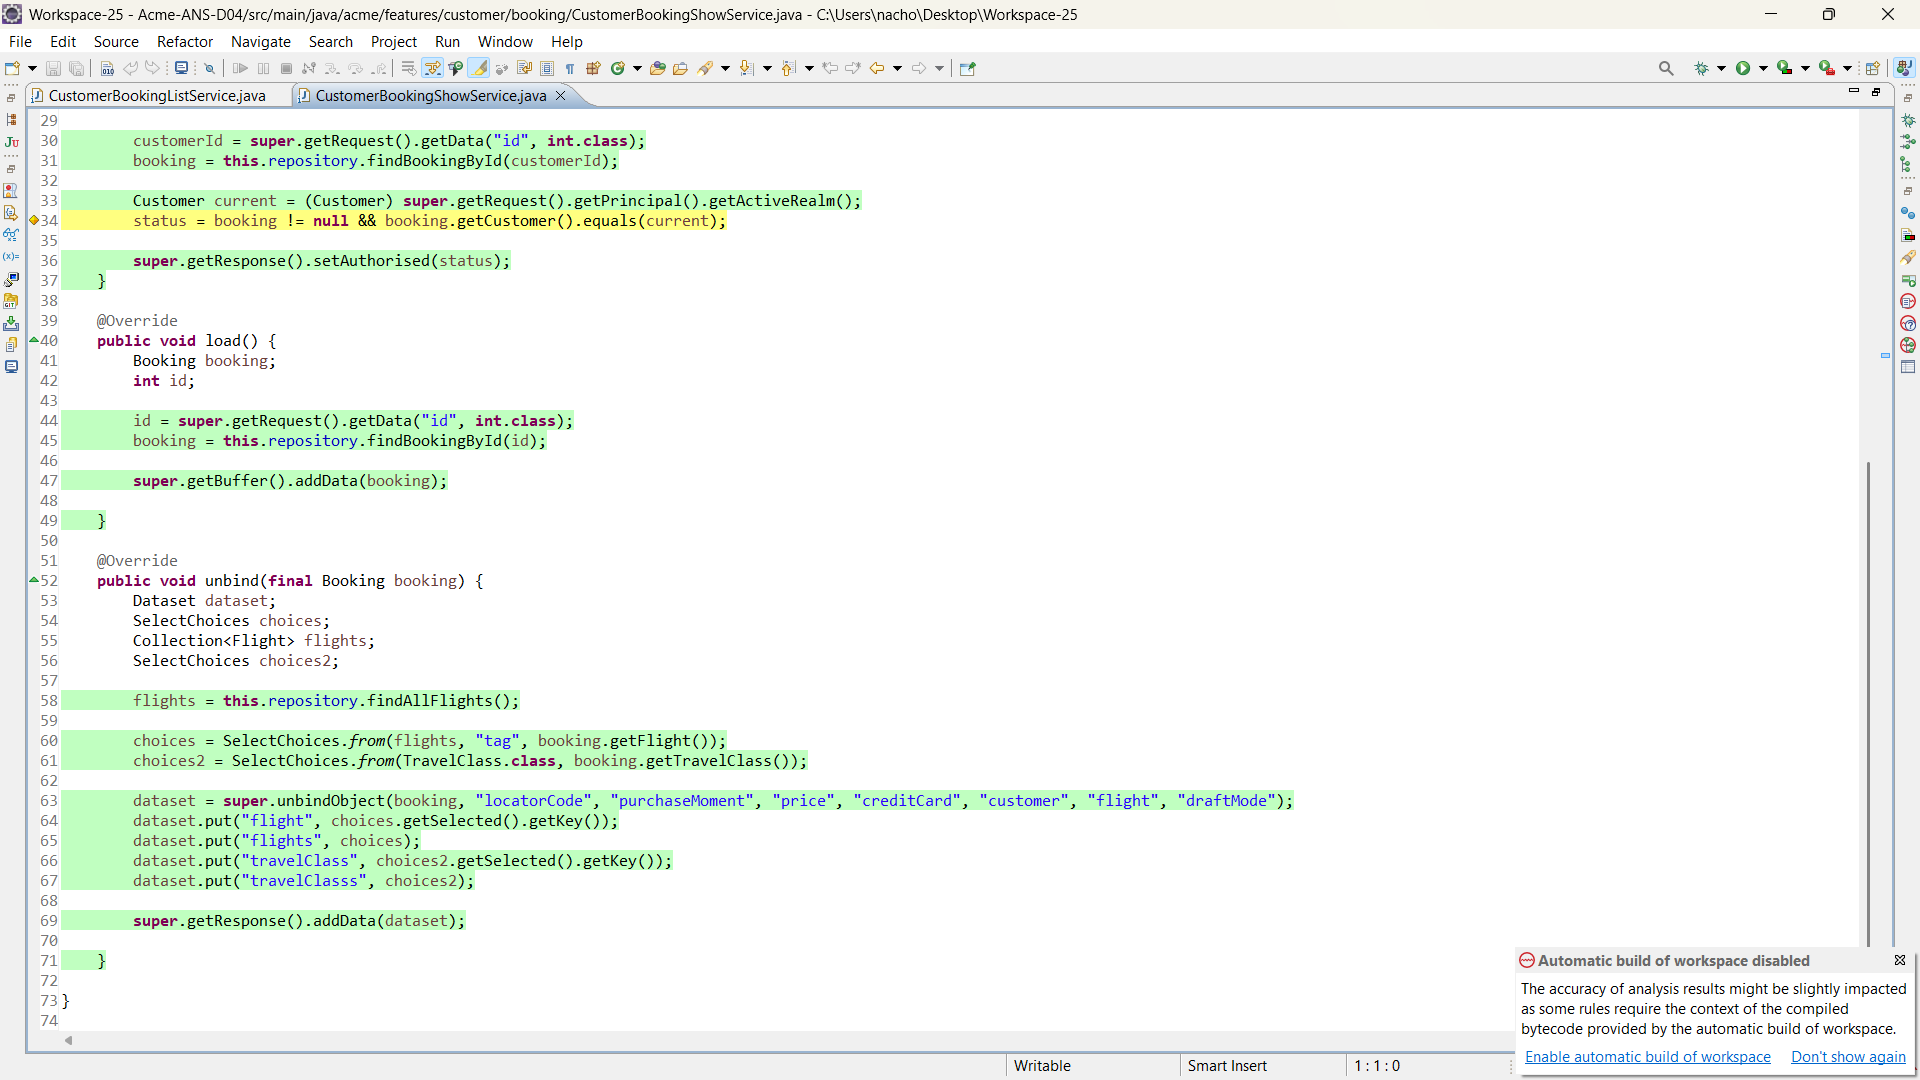 Workspace-25 - Acme-ANS-D04/src/main/java/acme/features/customer/booking/CustomerBookingShowService.java - C:\Users\nacho\Desktop\Workspace-25
File Edit Source Refactor Navigate Search Project Run Window Help
CustomerBookingListService.java CustomerBookingShowService.java
29
30 customerId = super.getRequest().getData("id", int.class);
31 booking = this.repository.findBookingById(customerId);
32
33 Customer current = (Customer) super.getRequest().getPrincipal().getActiveRealm();
34 status = booking != null && booking.getCustomer().equals(current);
35
36 super.getResponse().setAuthorised(status);
37 }
38
39 @Override
40 public void load() {
41 Booking booking;
42 int id;
43
44 id = super.getRequest().getData("id", int.class);
45 booking = this.repository.findBookingById(id);
46
47 super.getBuffer().addData(booking);
48
49 }
50
51 @Override
52 public void unbind(final Booking booking) {
53 Dataset dataset;
54 SelectChoices choices;
55 Collection<Flight> flights;
56 SelectChoices choices2;
57
58 flights = this.repository.findAllFlights();
59
60 choices = SelectChoices.from(flights, "tag", booking.getFlight());
61 choices2 = SelectChoices.from(TravelClass.class, booking.getTravelClass());
62
63 dataset = super.unbindObject(booking, "locatorCode", "purchaseMoment", "price", "creditCard", "customer", "flight", "draftMode");
64 dataset.put("flight", choices.getSelected().getKey());
65 dataset.put("flights", choices);
66 dataset.put("travelClass", choices2.getSelected().getKey());
67 dataset.put("travelClasss", choices2);
68
69 super.getResponse().addData(dataset);
70
71 }
72
73 }
74
Automatic build of workspace disabled
The accuracy of analysis results might be slightly impacted
as some rules require the context of the compiled
bytecode provided by the automatic build of workspace.
Enable automatic build of workspace Don't show again
Writable Smart Insert 1 : 1 : 0